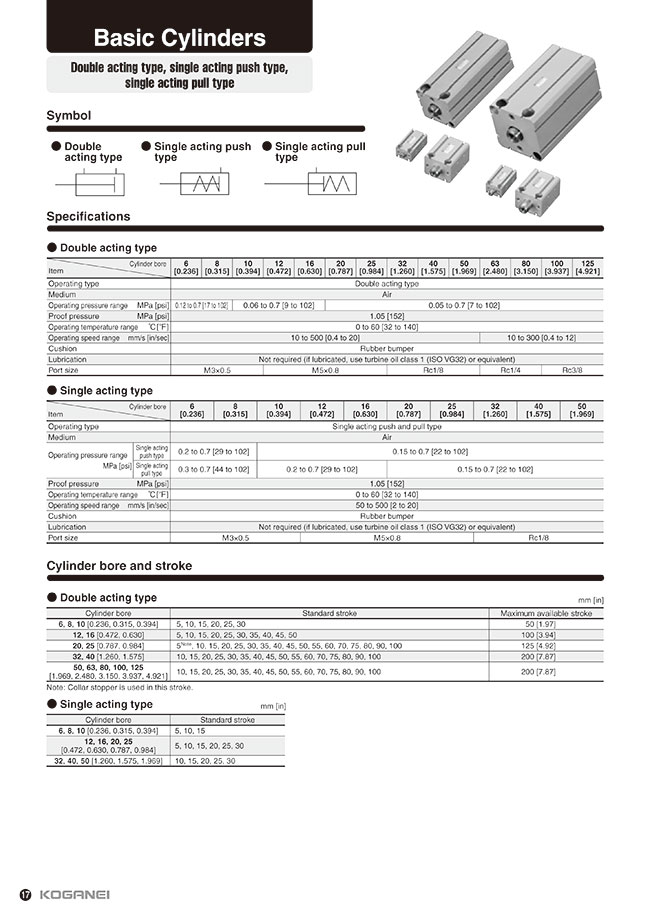 Basic Cylinders
Double acting type, single acting push type,
single acting pull type
Symbol
● Double
acting type
● Single acting push
type
● Single acting pull
type
Specifications
● Double acting type
Item Cylinder bore 6 [0.236] 8 [0.315] 10 [0.394] 12 [0.472] 16 [0.630] 20 [0.787] 25 [0.984] 32 [1.260] 40 [1.575] 50 [1.969] 63 [2.480] 80 [3.150] 100 [3.937] 125 [4.921]
Operating type Double acting type
Medium Air
Operating pressure range MPa [psi] 0.12 to 0.7 [17 to 102] 0.06 to 0.7 [9 to 102] 0.05 to 0.7 [7 to 102]
Proof pressure MPa [psi] 1.05 [152]
Operating temperature range °C [°F] 0 to 60 [32 to 140]
Operating speed range mm/s [in/sec] 10 to 500 [0.4 to 20] 10 to 300 [0.4 to 12]
Cushion Rubber bumper
Lubrication Not required (if lubricated, use turbine oil class 1 (ISO VG32) or equivalent)
Port size M3×0.5 M5×0.8 Rc1/8 Rc1/4 Rc3/8
● Single acting type
Item Cylinder bore 6 [0.236] 8 [0.315] 10 [0.394] 12 [0.472] 16 [0.630] 20 [0.787] 25 [0.984] 32 [1.260] 40 [1.575] 50 [1.969]
Operating type Single acting push and pull type
Medium Air
Operating pressure range MPa [psi] Single acting push type 0.2 to 0.7 [29 to 102] 0.15 to 0.7 [22 to 102]
Single acting pull type 0.3 to 0.7 [44 to 102] 0.2 to 0.7 [29 to 102] 0.15 to 0.7 [22 to 102]
Proof pressure MPa [psi] 1.05 [152]
Operating temperature range °C [°F] 0 to 60 [32 to 140]
Operating speed range mm/s [in/sec] 50 to 500 [2 to 20]
Cushion Rubber bumper
Lubrication Not required (if lubricated, use turbine oil class 1 (ISO VG32) or equivalent)
Port size M3×0.5 M5×0.8 Rc1/8
Cylinder bore and stroke
● Double acting type mm [in]
Cylinder bore Standard stroke Maximum available stroke
6, 8, 10 [0.236, 0.315, 0.394] 5, 10, 15, 20, 25, 30 50 [1.97]
12, 16 [0.472, 0.630] 5, 10, 15, 20, 25, 30, 35, 40, 45, 50 100 [3.94]
20, 25 [0.787, 0.984] 5Note, 10, 15, 20, 25, 30, 35, 40, 45, 50, 55, 60, 70, 75, 80, 90, 100 125 [4.92]
32, 40 [1.260, 1.575] 10, 15, 20, 25, 30, 35, 40, 45, 50, 55, 60, 70, 75, 80, 90, 100 200 [7.87]
50, 63, 80, 100, 125
[1.969, 2.480, 3.150, 3.937, 4.921] 10, 15, 20, 25, 30, 35, 40, 45, 50, 55, 60, 70, 75, 80, 90, 100 200 [7.87]
Note: Collar stopper is used in this stroke.
● Single acting type mm [in]
Cylinder bore Standard stroke
6, 8, 10 [0.236, 0.315, 0.394] 5, 10, 15
12, 16, 20, 25
[0.472, 0.630, 0.787, 0.984] 5, 10, 15, 20, 25, 30
32, 40, 50 [1.260, 1.575, 1.969] 10, 15, 20, 25, 30
17 KOGANEI